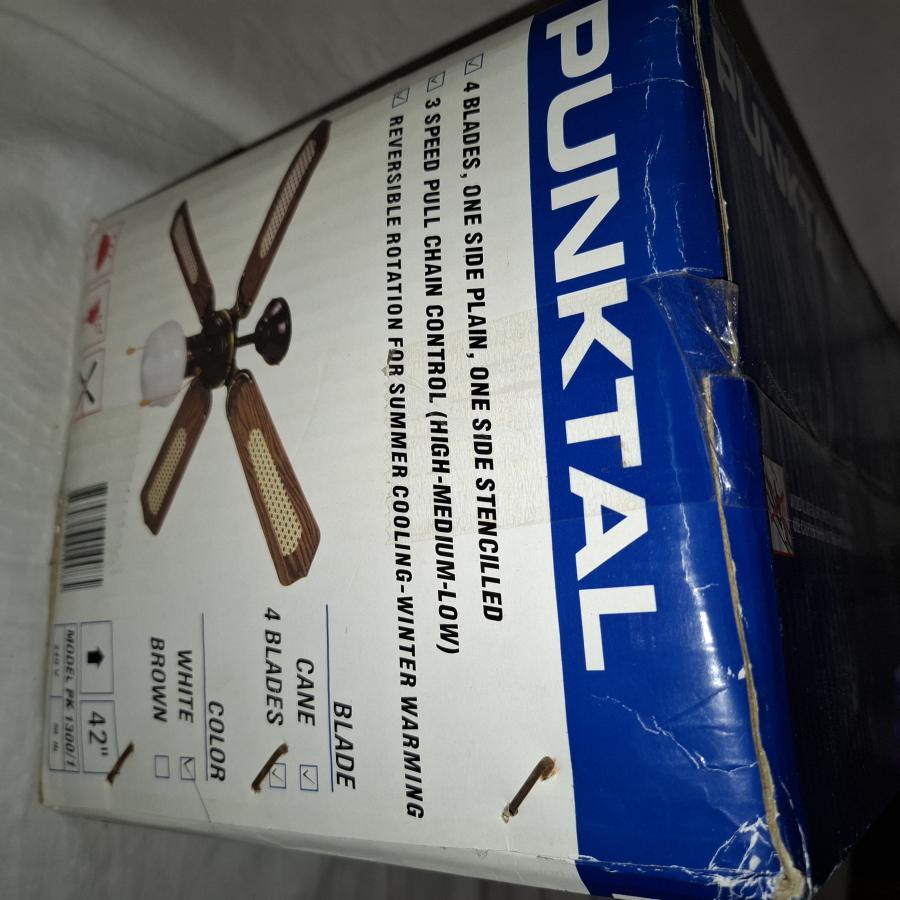 PUNKTAL
4 BLADES, ONE SIDE PLAIN, ONE SIDE STENCILLED
3 SPEED PULL CHAIN CONTROL (HIGH-MEDIUM-LOW)
REVERSIBLE ROTATION FOR SUMMER COOLING-WINTER WARMING
BLADE
CANE
4 BLADES
COLOR
WHITE
BROWN
42"
MODEL PK 1300/1
PUNKTAL